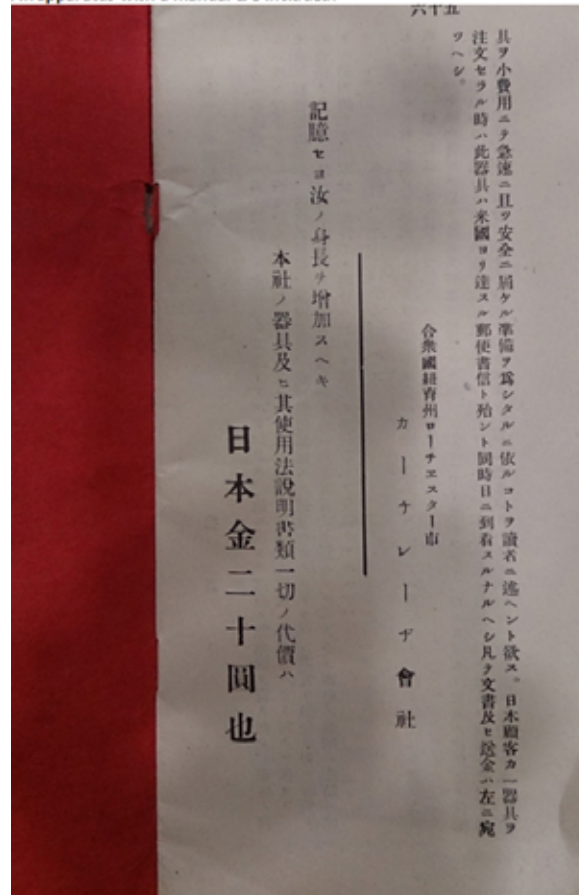 六十五
具ヲ小費用ニテ急速ニ且ツ安全ニ届ケル準備ヲ爲シタルニ依ルコトヲ讀者ニ述ヘント欲ス。日本顧客カ一器具ヲ
注文セラル時ハ此器具ハ米國ヨリ達スル郵便書信ト殆ント同時日ニ到着スルナルヘシ凡テ文書及ヒ送金ハ左ニ宛
ツヘシ。
合衆國紐育州ローチエスター市
カーチレーヂ會社
記臆セヨ汝ノ身長ヲ增加スヘキ
本社ノ器具及ヒ其使用法說明書類一切ノ代價ハ
日本金二十圓也